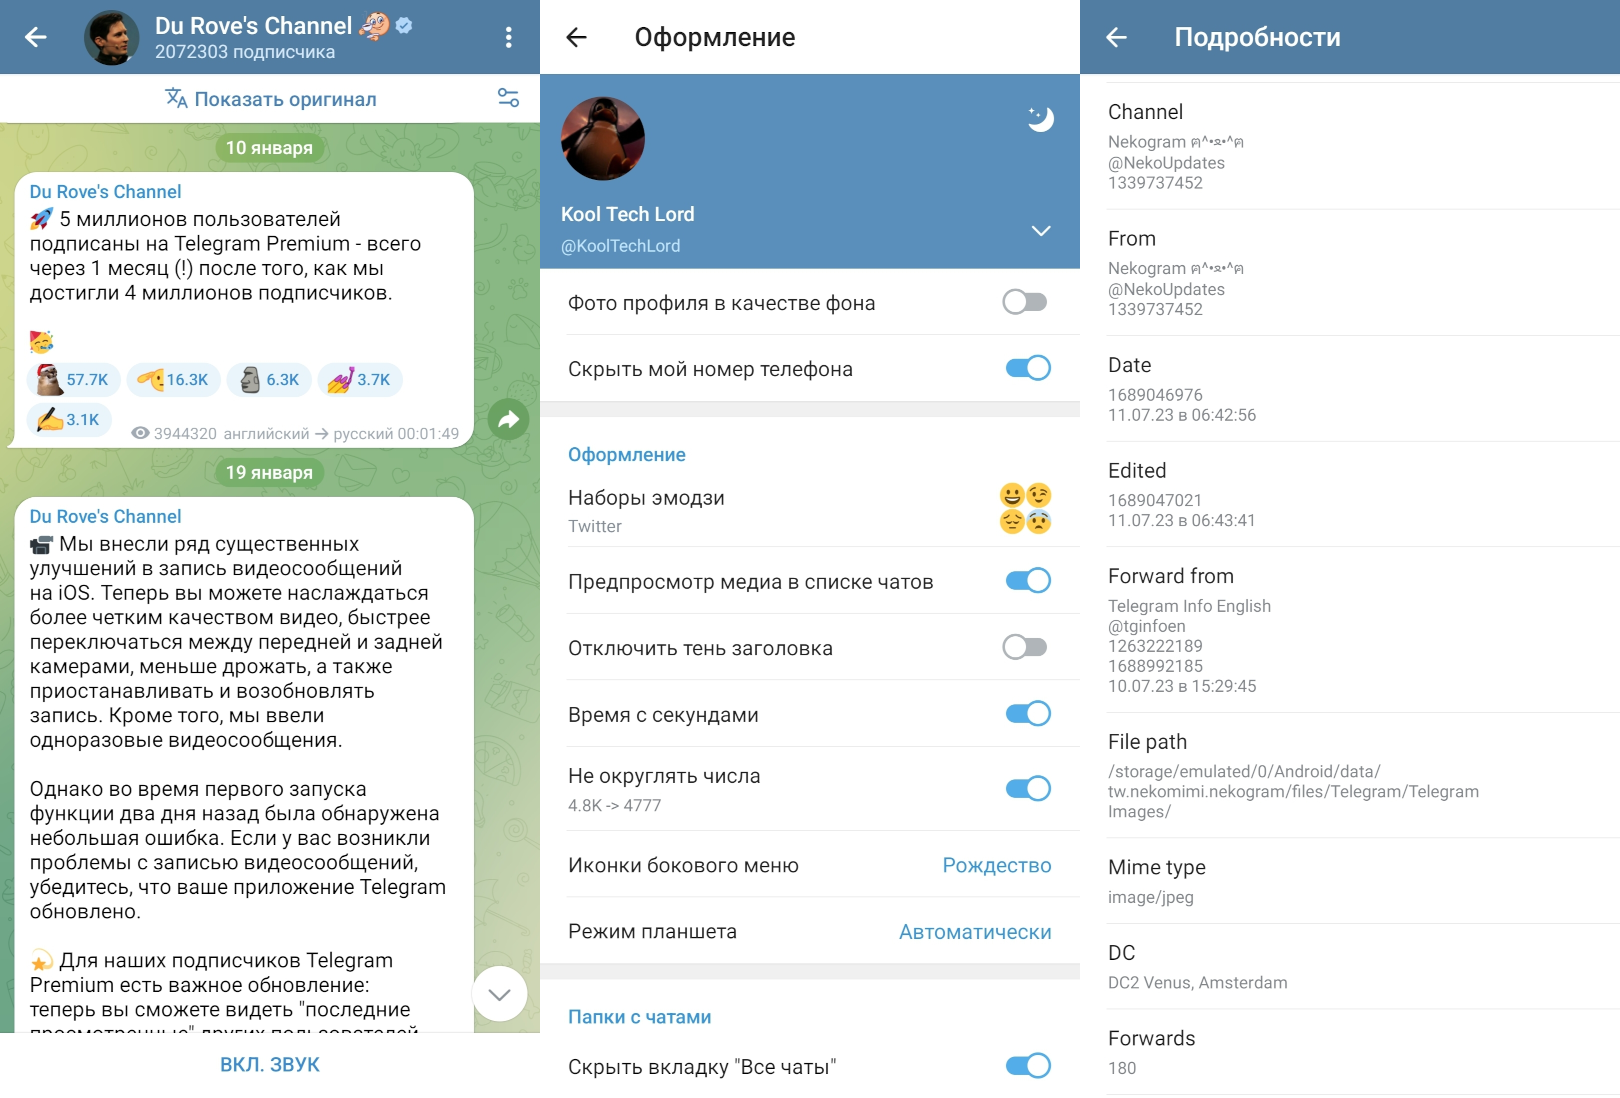 Du Rove's Channel
2072303 подписчика
Показать оригинал
10 января
Du Rove's Channel
5 миллионов пользователей
подписаны на Telegram Premium - всего
через 1 месяц (!) после того, как мы
достигли 4 миллионов подписчиков.
57.7K 16.3K 6.3K 3.7K
3.1K
3944320 английский → русский 00:01:49
19 января
Du Rove's Channel
Мы внесли ряд существенных
улучшений в запись видеосообщений
на iOS. Теперь вы можете наслаждаться
более четким качеством видео, быстрее
переключаться между передней и задней
камерами, меньше дрожать, а также
приостанавливать и возобновлять
запись. Кроме того, мы ввели
одноразовые видеосообщения.
Однако во время первого запуска
функции два дня назад была обнаружена
небольшая ошибка. Если у вас возникли
проблемы с записью видеосообщений,
убедитесь, что ваше приложение Telegram
обновлено.
Для наших подписчиков Telegram
Premium есть важное обновление:
теперь вы сможете видеть "последние
просмотренные" других пользователей
ВКЛ. ЗВУК
Оформление
Kool Tech Lord
@KoolTechLord
Фото профиля в качестве фона
Скрыть мой номер телефона
Оформление
Наборы эмодзи
Twitter
Предпросмотр медиа в списке чатов
Отключить тень заголовка
Время с секундами
Не округлять числа
4.8K -> 4777
Иконки бокового меню Рождество
Режим планшета Автоматически
Папки с чатами
Скрыть вкладку "Все чаты"
Подробности
Channel
Nekogram ฅ^•ﻌ•^ฅ
@NekoUpdates
1339737452
From
Nekogram ฅ^•ﻌ•^ฅ
@NekoUpdates
1339737452
Date
1689046976
11.07.23 в 06:42:56
Edited
1689047021
11.07.23 в 06:43:41
Forward from
Telegram Info English
@tginfoen
1263222189
1688992185
10.07.23 в 15:29:45
File path
/storage/emulated/0/Android/data/
tw.nekomimi.nekogram/files/Telegram/Telegram
Images/
Mime type
image/jpeg
DC
DC2 Venus, Amsterdam
Forwards
180